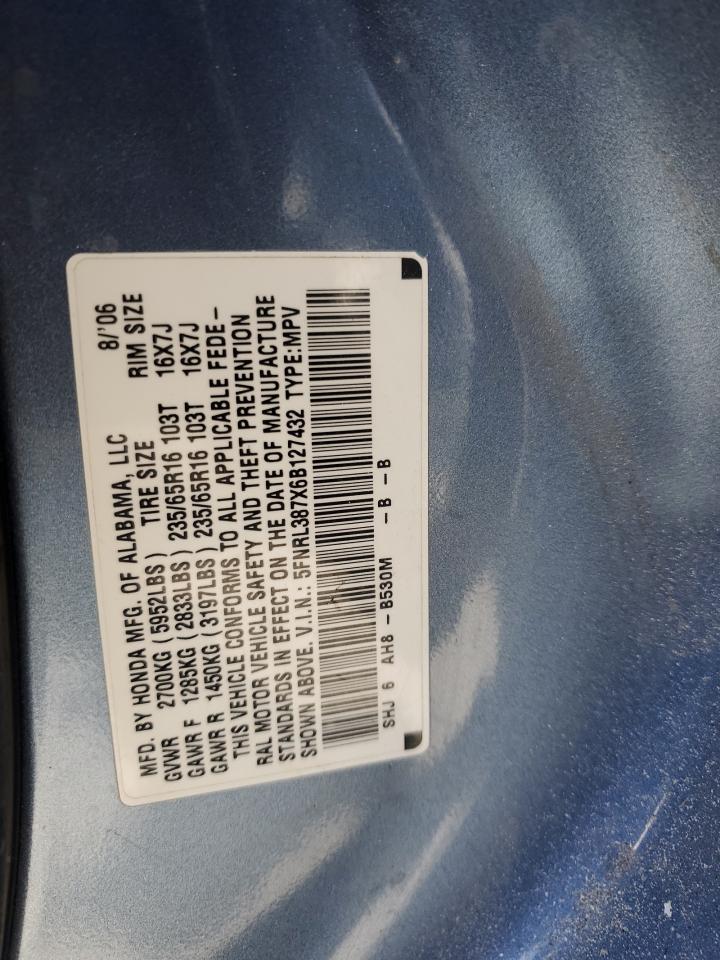 MFD. BY HONDA MFG. OF ALABAMA, LLC 8/'06
GVWR 2700KG (5952LBS) TIRE SIZE RIM SIZE
GAWR F 1285KG (2833LBS) 235/65R16 103T 16X7J
GAWR R 1450KG (3197LBS) 235/65R16 103T 16X7J
THIS VEHICLE CONFORMS TO ALL APPLICABLE FEDE-
RAL MOTOR VEHICLE SAFETY AND THEFT PREVENTION
STANDARDS IN EFFECT ON THE DATE OF MANUFACTURE
SHOWN ABOVE. V.I.N.: 5FNRL387X6B127432 TYPE:MPV
SHJ 6 AH8-B530M -B -B